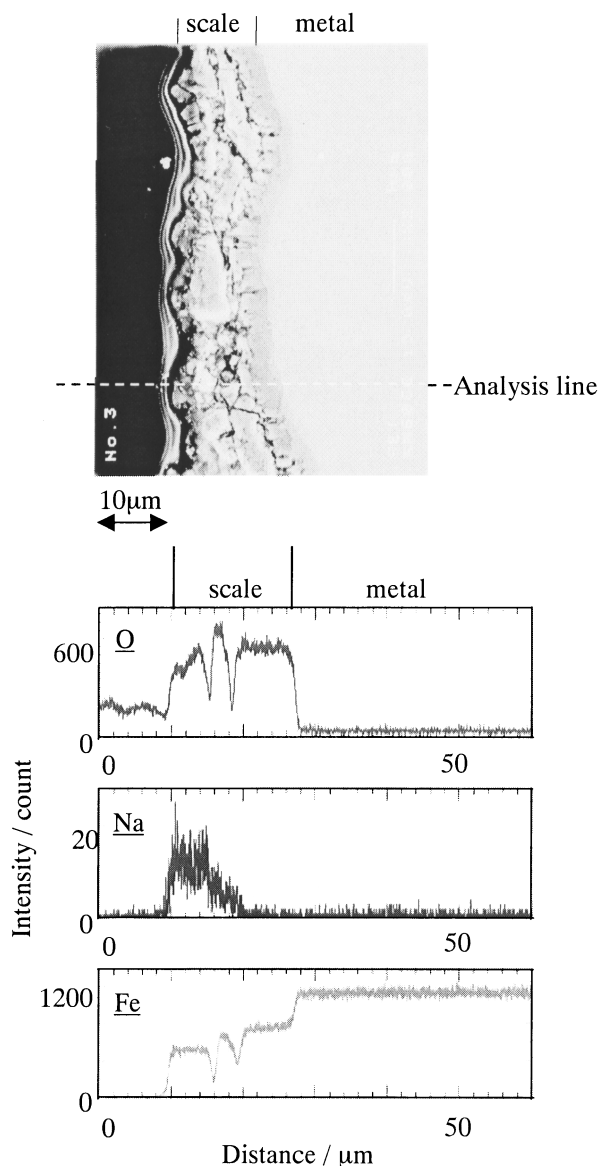 scale metal
No.3
Analysis line
10μm
scale metal
O
600
0
0 50
Na
20
0
0 50
Intensity / count
Fe
1200
0
0 50
Distance / μm